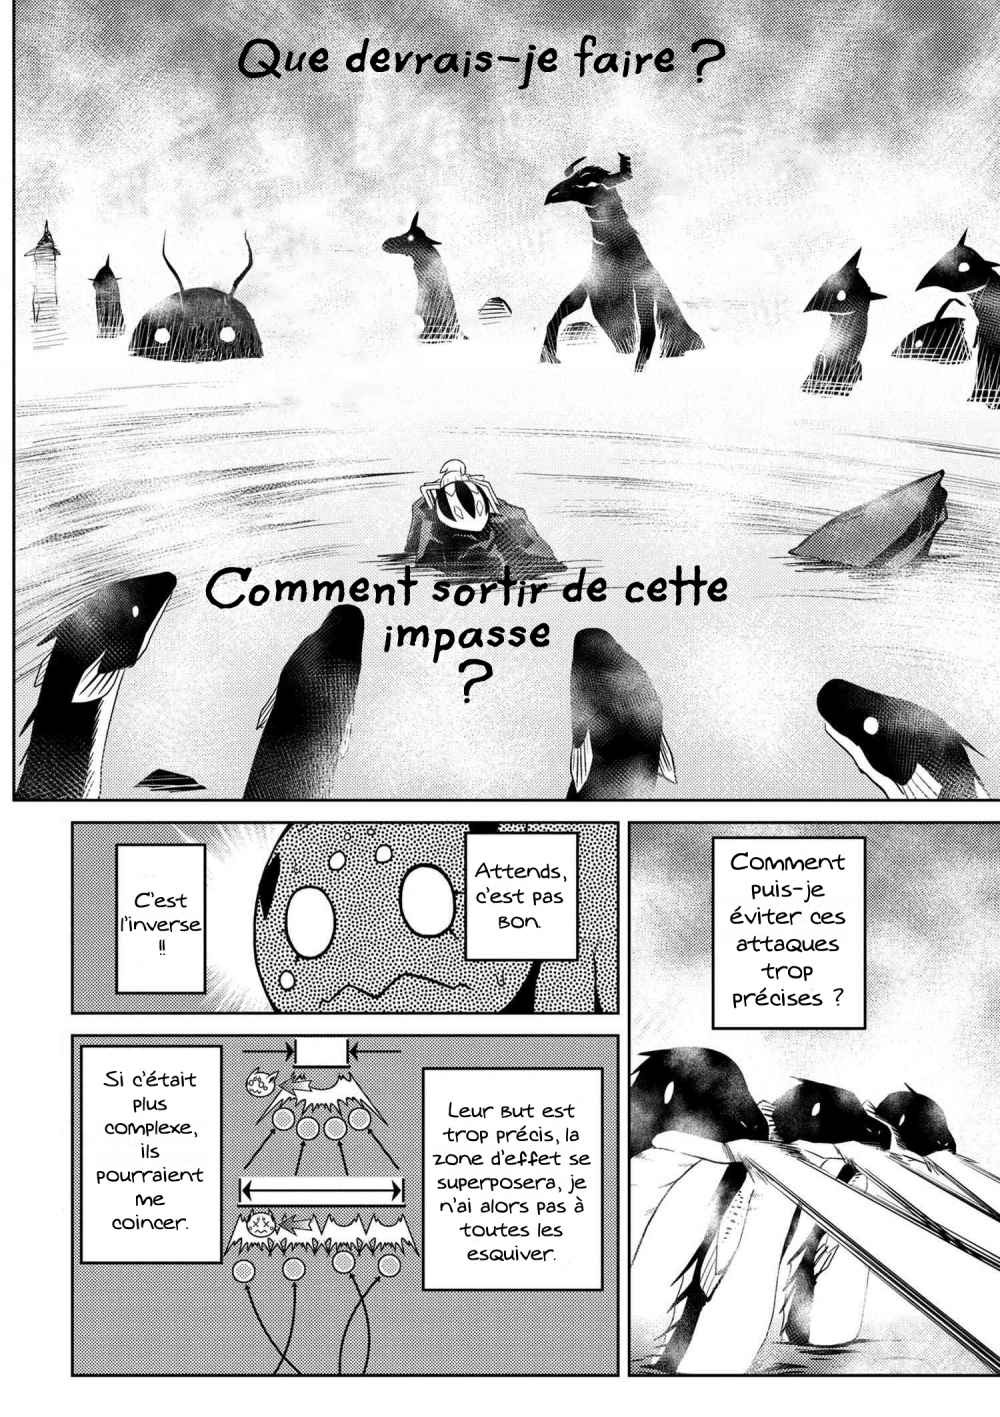 Que devrais-je faire ?
Comment sortir de cette
impasse
?
Comment
puis-je
éviter ces
attaques
trop
précises ?
Attends,
c'est pas
Bon.
C'est
l'inverse
!!
Leur But est
trop précis, la
zone d'effet se
superposera, je
n'ai alors pas à
toutes les
esquiver.
Si c'était
plus
complexe,
ils
pourraient
me
coincer.